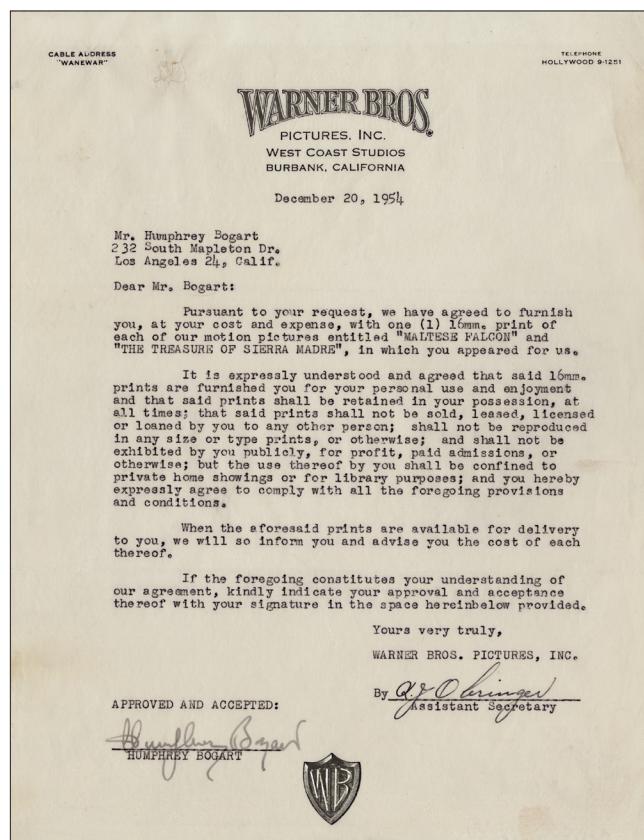 CABLE ADDRESS
"WANEWAR"
TELEPHONE
HOLLYWOOD 9-1251
WARNER BROS.
PICTURES, INC.
WEST COAST STUDIOS
BURBANK, CALIFORNIA
December 20, 1954
Mr. Humphrey Bogart
232 South Mapleton Dr.
Los Angeles 24, Calif.
Dear Mr. Bogart:
Pursuant to your request, we have agreed to furnish
you, at your cost and expense, with one (1) 16mm. print of
each of our motion pictures entitled "MALTESE FALCON" and
"THE TREASURE OF SIERRA MADRE", in which you appeared for us.
It is expressly understood and agreed that said 16mm.
prints are furnished you for your personal use and enjoyment
and that said prints shall be retained in your possession, at
all times; that said prints shall not be sold, leased, licensed
or loaned by you to any other person; shall not be reproduced
in any size or type prints, or otherwise; and shall not be
exhibited by you publicly, for profit, paid admissions, or
otherwise; but the use thereof by you shall be confined to
private home showings or for library purposes; and you hereby
expressly agree to comply with all the foregoing provisions
and conditions.
When the aforesaid prints are available for delivery
to you, we will so inform you and advise you the cost of each
thereof.
If the foregoing constitutes your understanding of
our agreement, kindly indicate your approval and acceptance
thereof with your signature in the space hereinbelow provided.
Yours very truly,
WARNER BROS. PICTURES, INC.
By R.J. Obringer
Assistant Secretary
APPROVED AND ACCEPTED:
Humphrey Bogart
HUMPHREY BOGART
WB